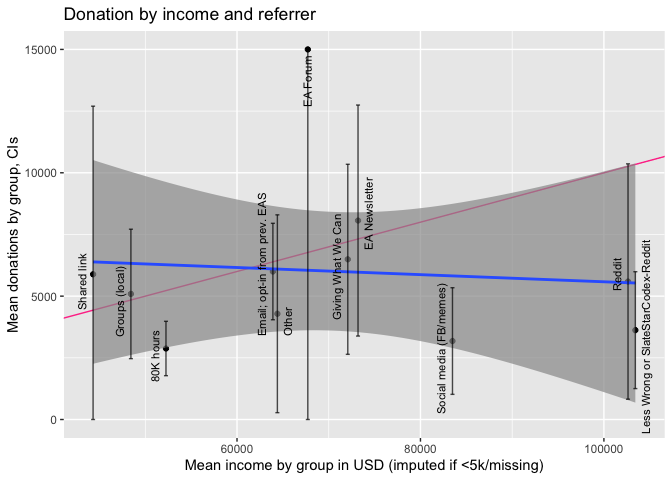 Donation by income and referrer
Mean donations by group, CIs
15000
10000
5000
0
Shared link
Groups (local)
80K hours
Email; opt-in from prev. EAS
Other
EA Forum
Giving What We Can
EA Newsletter
Social media (FB/memes)
Reddit
Less Wrong or SlateStarCodex-Reddit
60000
80000
100000
Mean income by group in USD (imputed if <5k/missing)